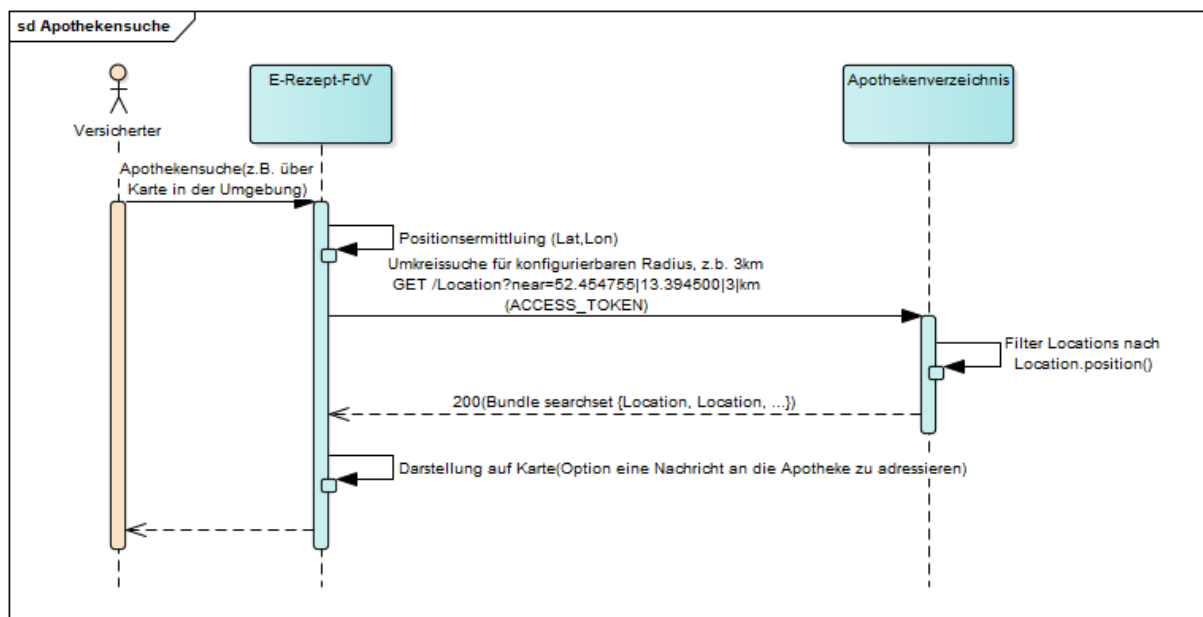 sd Apothekensuche
E-Rezept-FdV
Apothekenverzeichnis
Versicherter
Apothekensuche(z.B. über
Karte in der Umgebung)
Positionsermittluing (Lat,Lon)
Umkreissuche für konfigurierbaren Radius, z.b. 3km
GET /Location?near=52.454755|13.394500|3|km
(ACCESS_TOKEN)
Filter Locations nach
Location.position()
200(Bundle searchset {Location, Location, ...})
Darstellung auf Karte(Option eine Nachricht an die Apotheke zu adressieren)